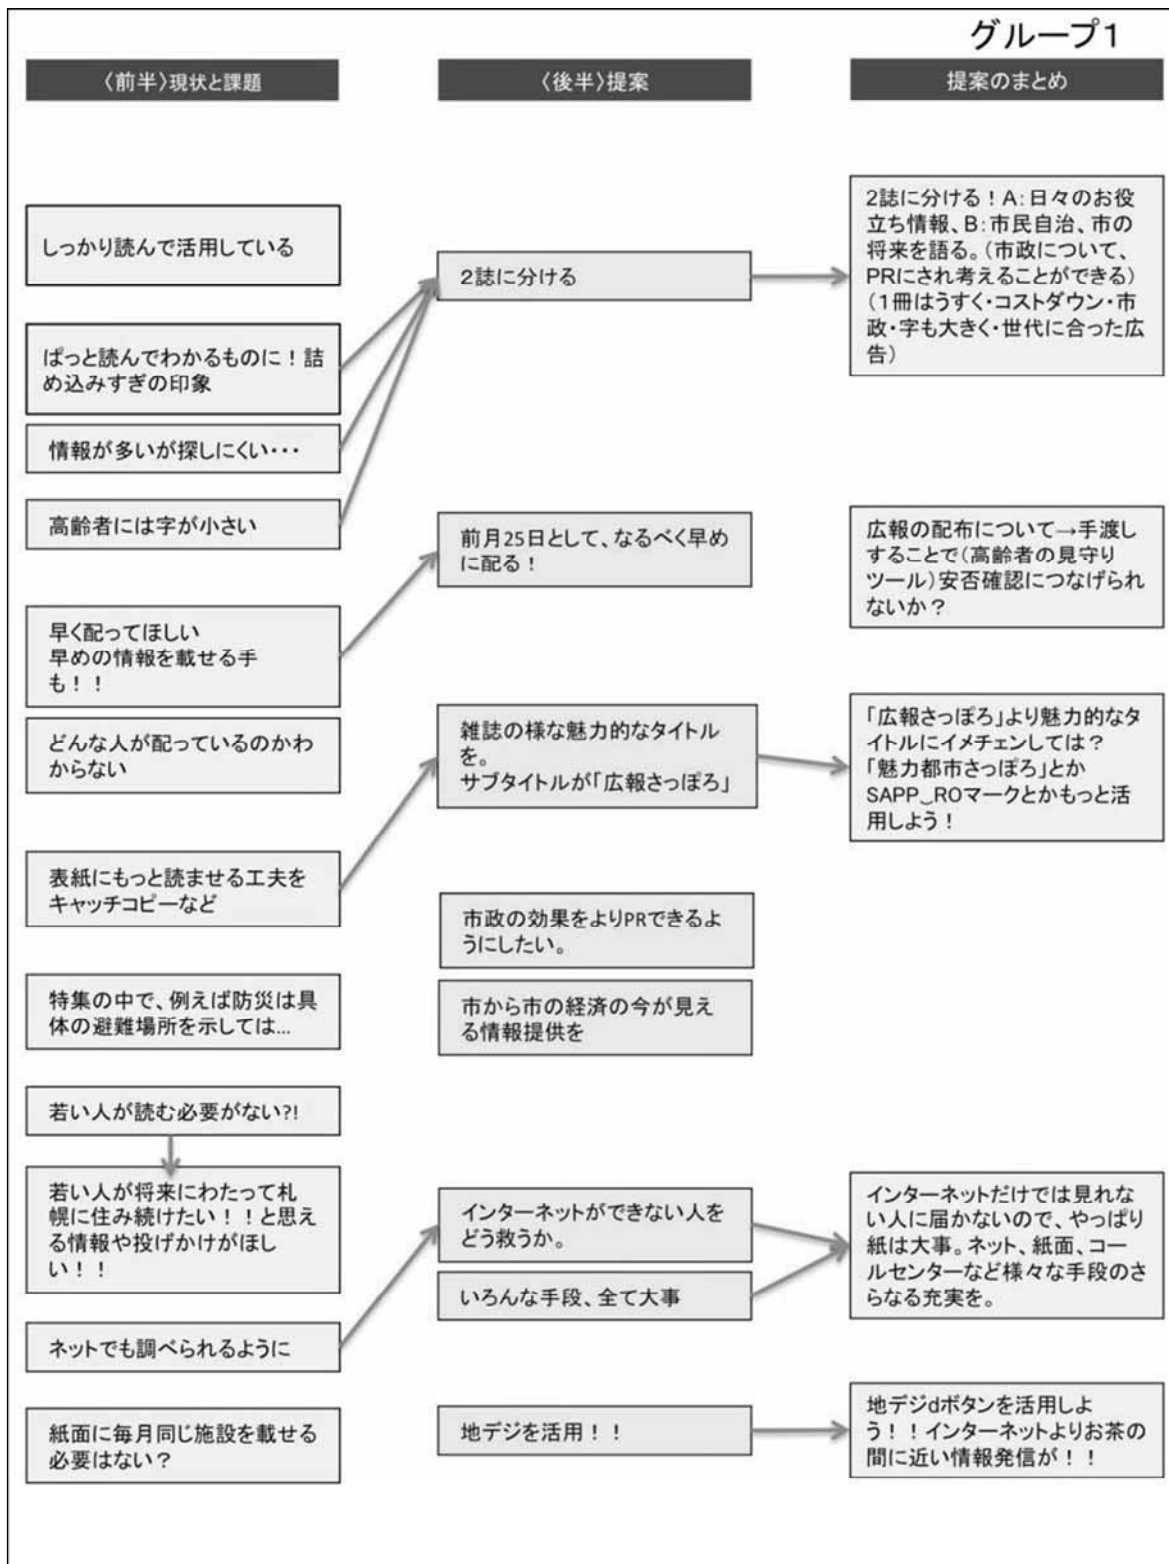 グループ1
〈前半〉現状と課題
〈後半〉提案
提案のまとめ
しっかり読んで活用している
ぱっと読んでわかるものに！詰
め込みすぎの印象
情報が多いが探しにくい・・・
高齢者には字が小さい
早く配ってほしい
早めの情報を載せる手
も！！
どんな人が配っているのかわ
からない
表紙にもっと読ませる工夫を
キャッチコピーなど
特集の中で、例えば防災は具
体の避難場所を示しては…
若い人が読む必要がない?!
若い人が将来にわたって札
幌に住み続けたい！！と思え
る情報や投げかけがほし
い！！
ネットでも調べられるように
紙面に毎月同じ施設を載せる
必要はない？
2誌に分ける
前月25日として、なるべく早め
に配る！
雑誌の様な魅力的なタイトル
を。
サブタイトルが「広報さっぽろ」
市政の効果をよりPRできるよ
うにしたい。
市から市の経済の今が見え
る情報提供を
インターネットができない人を
どう救うか。
いろんな手段、全て大事
地デジを活用！！
2誌に分ける！A:日々のお役
立ち情報、B:市民自治、市の
将来を語る。（市政について、
PRにされ考えることができる）
（1冊はうすく・コストダウン・市
政・字も大きく・世代に合った広
告）
広報の配布について→手渡し
することで（高齢者の見守り
ツール）安否確認につなげられ
ないか？
「広報さっぽろ」より魅力的なタ
イトルにイメチェンしては？
「魅力都市さっぽろ」とか
SAPP‿ROマークとかもっと活
用しよう！
インターネットだけでは見れな
い人に届かないので、やっぱり
紙は大事。ネット、紙面、コー
ルセンターなど様々な手段のさ
らなる充実を。
地デジdボタンを活用しよ
う！！インターネットよりお茶の
間に近い情報発信が！！